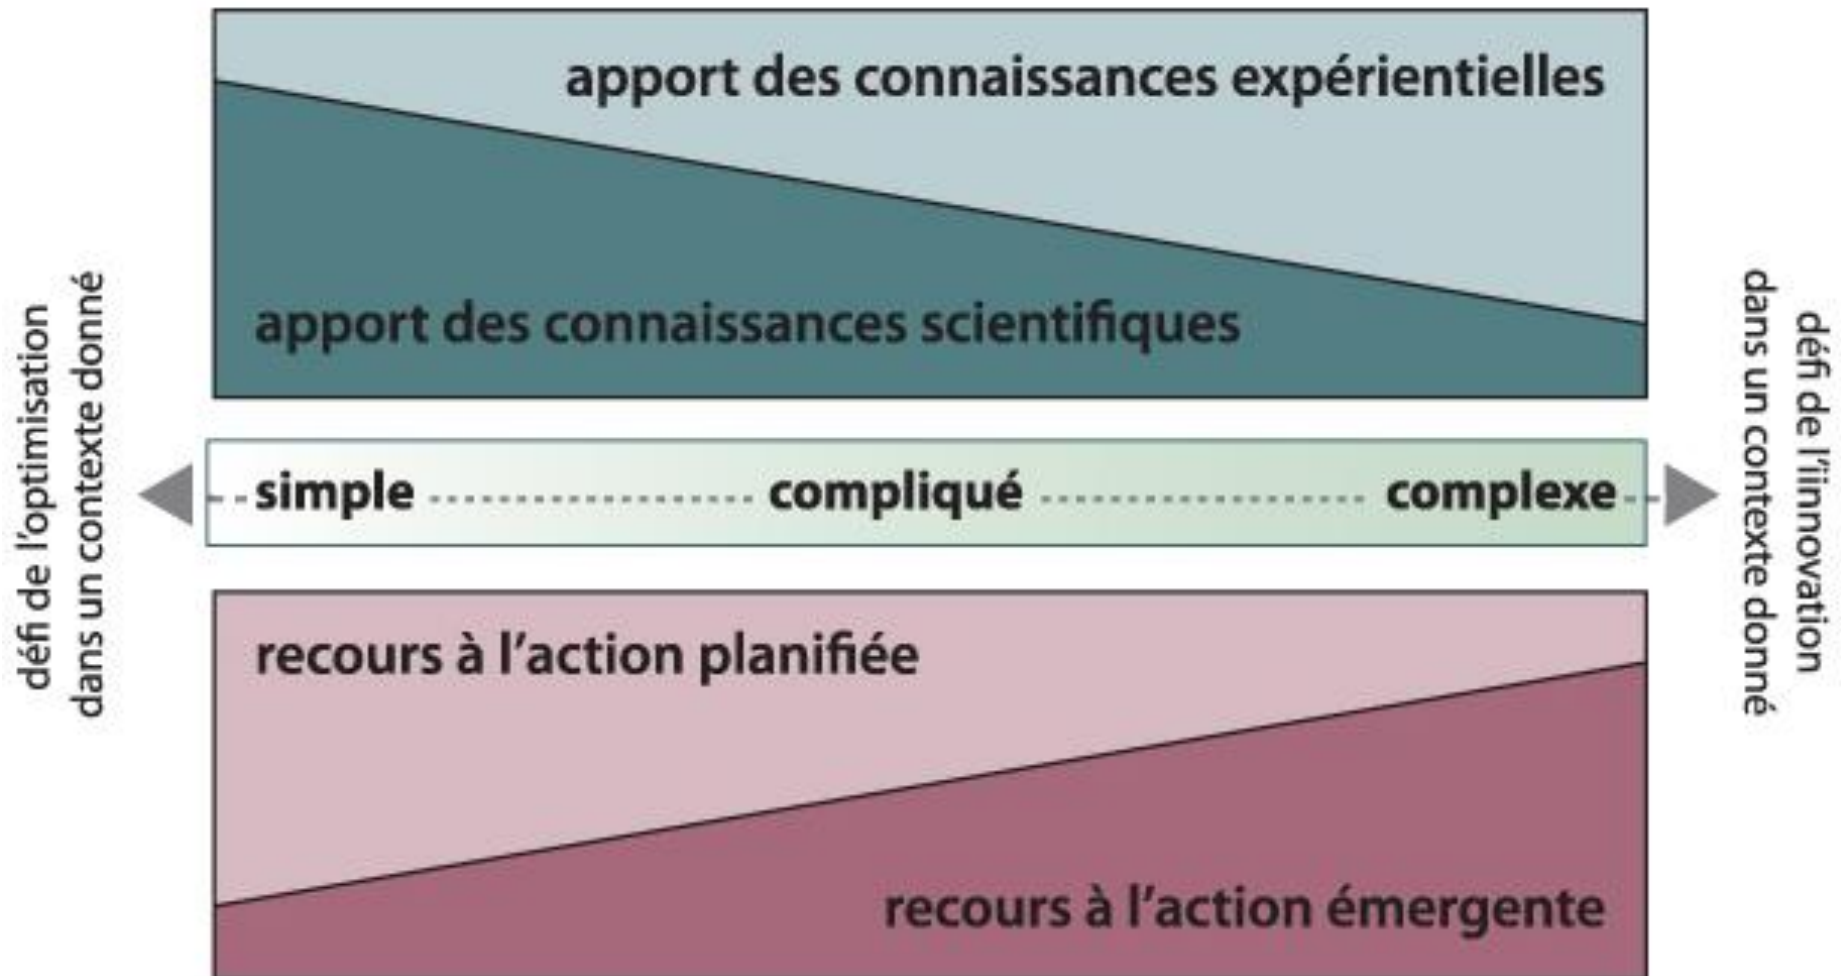 apport des connaissances expérientielles
apport des connaissances scientifiques
défi de l'optimisation
dans un contexte donné
simple
compliqué
complexe
défi de l'iinnovation
dans un contexte donné
recours à l'action planifiée
recours à l'action émergente